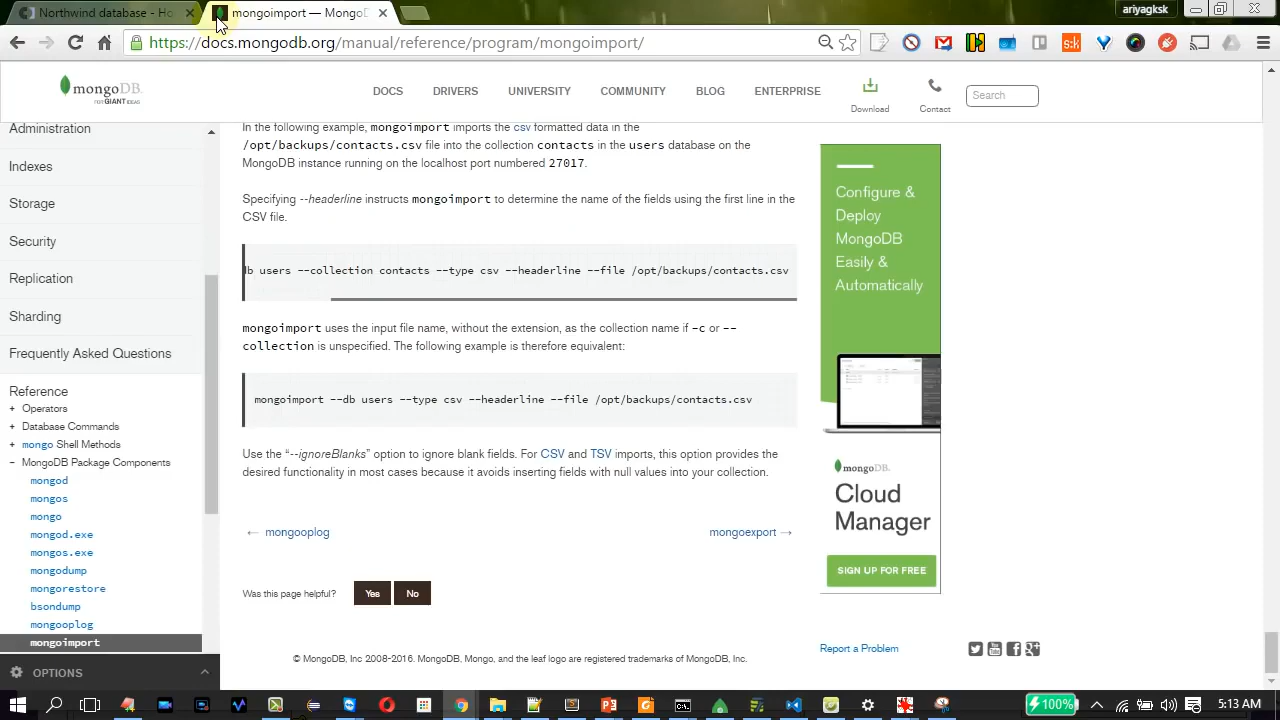 Northwind database - Ho
mongoimport — MongoD
ariyagksk
https://docs.mongodb.org/manual/reference/program/mongoimport/
mongoDB.
FOR GIANT IDEAS
DOCS
DRIVERS
UNIVERSITY
COMMUNITY
BLOG
ENTERPRISE
Download
Contact
Search
Administration
Indexes
Storage
Security
Replication
Sharding
Frequently Asked Questions
Reference
+ Operators
+ Database Commands
+ mongo Shell Methods
− MongoDB Package Components
mongod
mongos
mongo
mongod.exe
mongos.exe
mongodump
mongorestore
bsondump
mongooplog
mongoimport
OPTIONS
In the following example, mongoimport imports the csv formatted data in the
/opt/backups/contacts.csv file into the collection contacts in the users database on the
MongoDB instance running on the localhost port numbered 27017.
Specifying --headerline instructs mongoimport to determine the name of the fields using the first line in the
CSV file.
db users --collection contacts --type csv --headerline --file /opt/backups/contacts.csv
mongoimport uses the input file name, without the extension, as the collection name if -c or --
collection is unspecified. The following example is therefore equivalent:
mongoimport --db users --type csv --headerline --file /opt/backups/contacts.csv
Use the “--ignoreBlanks” option to ignore blank fields. For CSV and TSV imports, this option provides the
desired functionality in most cases because it avoids inserting fields with null values into your collection.
← mongooplog
mongoexport →
Was this page helpful?
Yes
No
© MongoDB, Inc 2008-2016. MongoDB, Mongo, and the leaf logo are registered trademarks of MongoDB, Inc.
Configure &
Deploy
MongoDB
Easily &
Automatically
mongoDB.
Cloud
Manager
SIGN UP FOR FREE
Report a Problem
100%
5:13 AM